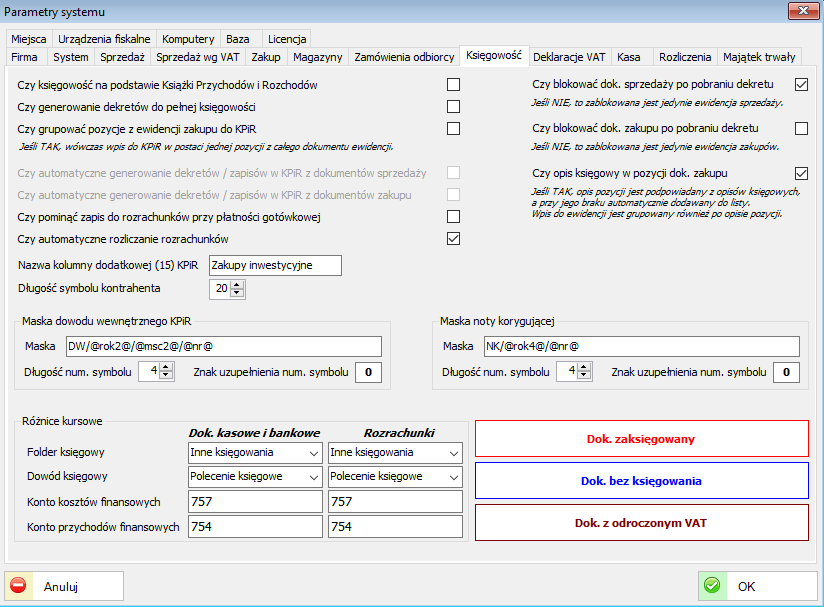 Parametry systemu
Miejsca Urządzenia fiskalne Komputery Baza Licencja
Firma System Sprzedaż Sprzedaż wg VAT Zakup Magazyny Zamówienia odbiorcy Księgowość Deklaracje VAT Kasa Rozliczenia Majątek trwały
Czy księgowość na podstawie Książki Przychodów i Rozchodów
Czy generowanie dekretów do pełnej księgowości
Czy grupować pozycje z ewidencji zakupu do KPiR
Jeśli TAK, wówczas wpis do KPiR w postaci jednej pozycji z całego dokumentu ewidencji.
Czy automatyczne generowanie dekretów / zapisów w KPiR z dokumentów sprzedaży
Czy automatyczne generowanie dekretów / zapisów w KPiR z dokumentów zakupu
Czy pominąć zapis do rozrachunków przy płatności gotówkowej
Czy automatyczne rozliczanie rozrachunków
Nazwa kolumny dodatkowej (15) KPiR Zakupy inwestycyjne
Długość symbolu kontrahenta 20
Czy blokować dok. sprzedaży po pobraniu dekretu
Jeśli NIE, to zablokowana jest jedynie ewidencja sprzedaży.
Czy blokować dok. zakupu po pobraniu dekretu
Jeśli NIE, to zablokowana jest jedynie ewidencja zakupów.
Czy opis księgowy w pozycji dok. zakupu
Jeśli TAK, opis pozycji jest podpowiadany z opisów księgowych,
a przy jego braku automatycznie dodawany do listy.
Wpis do ewidencji jest grupowany również po opisie pozycji.
Maska dowodu wewnętrznego KPiR
Maska DW/@rok2@/@msc2@/@nr@
Długość num. symbolu 4 Znak uzupełnienia num. symbolu 0
Maska noty korygującej
Maska NK/@rok4@/@nr@
Długość num. symbolu 4 Znak uzupełnienia num. symbolu 0
Różnice kursowe
Dok. kasowe i bankowe Rozrachunki
Folder księgowy Inne księgowania Inne księgowania
Dowód księgowy Polecenie księgowe Polecenie księgowe
Konto kosztów finansowych 757 757
Konto przychodów finansowych 754 754
Dok. zaksięgowany
Dok. bez księgowania
Dok. z odroczonym VAT
Anuluj OK